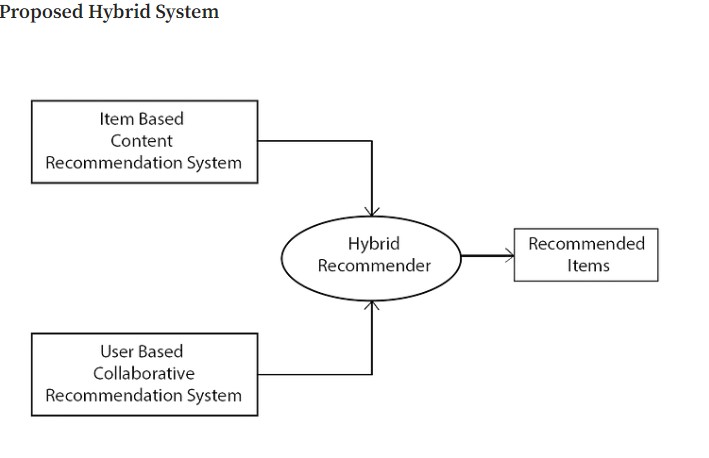 Proposed Hybrid System
Item Based
Content
Recommendation System
Hybrid
Recommender
Recommended
Items
User Based
Collaborative
Recommendation System